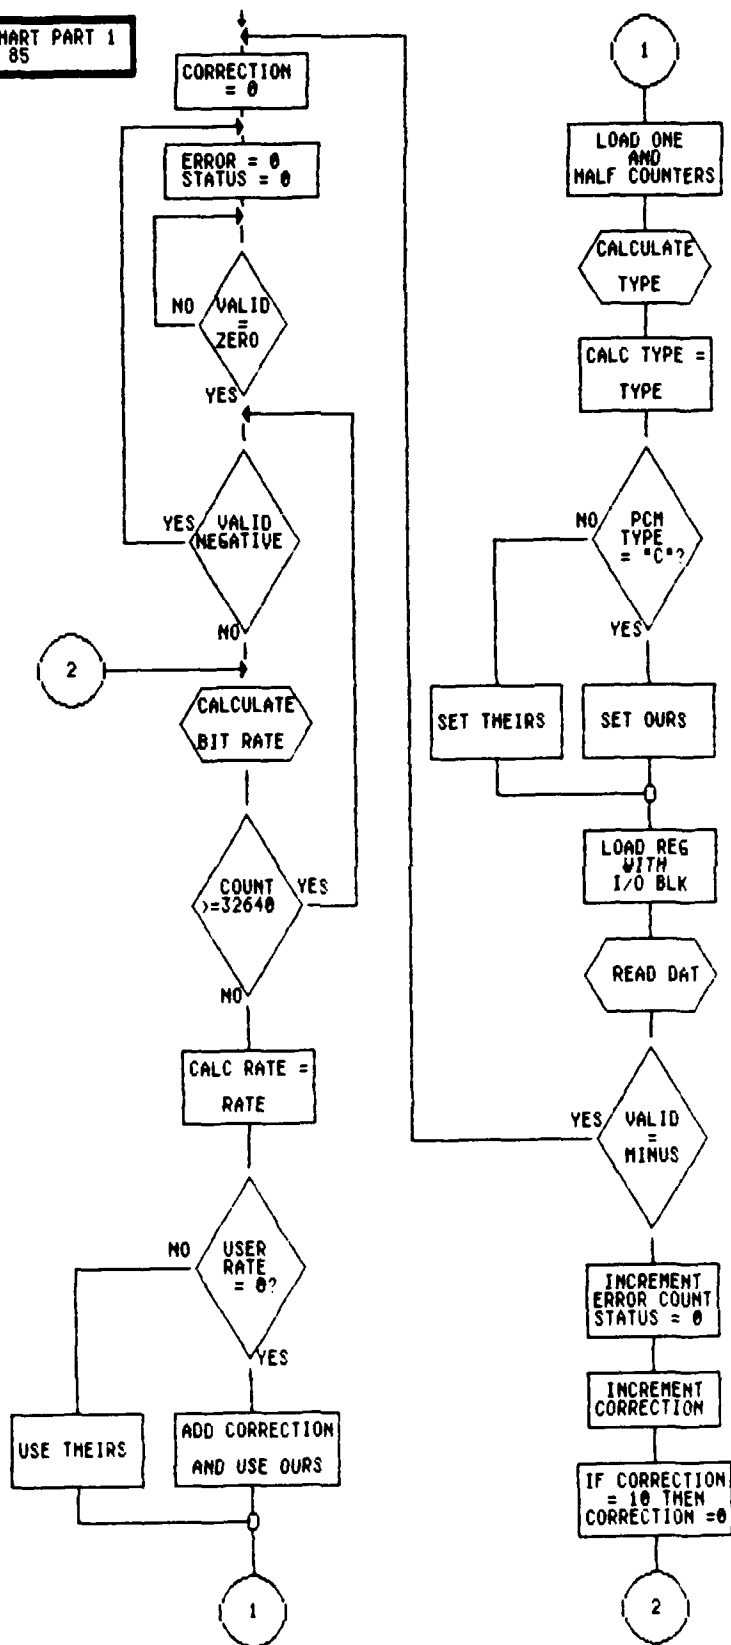 HART PART 1
85
CORRECTION
= 0
ERROR = 0
STATUS = 0
NO
VALID
=
ZERO
YES
YES
VALID
NEGATIVE
NO
2
CALCULATE
BIT RATE
COUNT
>=32640
YES
NO
CALC RATE =
RATE
NO
USER
RATE
= 0?
YES
USE THEIRS
ADD CORRECTION
AND USE OURS
1
1
LOAD ONE
AND
HALF COUNTERS
CALCULATE
TYPE
CALC TYPE =
TYPE
NO
PCM
TYPE
= "C"?
YES
SET THEIRS
SET OURS
LOAD REG
WITH
I/O BLK
READ DAT
YES
VALID
=
MINUS
INCREMENT
ERROR COUNT
STATUS = 0
INCREMENT
CORRECTION
IF CORRECTION
= 10 THEN
CORRECTION =0
2